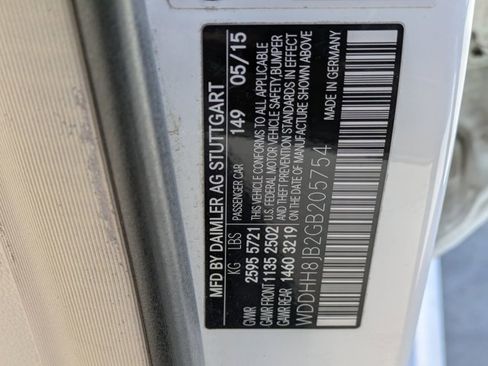 MFD BY DAIMLER AG STUTTGART
149 05/15
KG LBS PASSENGER CAR
GVWR 2595 5721
GAWR FRONT 1135 2502
GAWR REAR 1460 3219
THIS VEHICLE CONFORMS TO ALL APPLICABLE
U.S. FEDERAL MOTOR VEHICLE SAFETY, BUMPER
AND THEFT PREVENTION STANDARDS IN EFFECT
ON THE DATE OF MANUFACTURE SHOWN ABOVE
WDDHH8JB2GB205754
MADE IN GERMANY